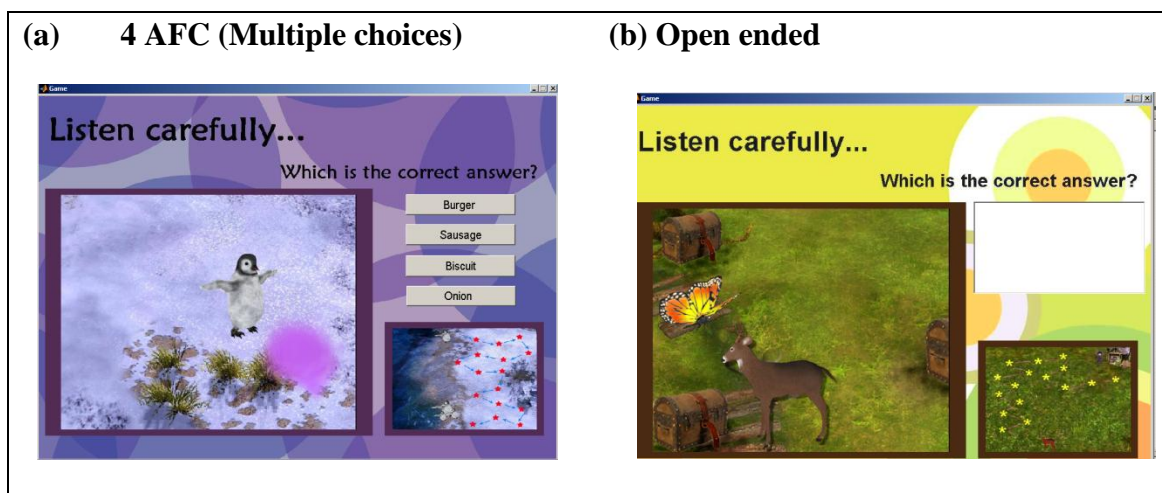 (a) 4 AFC (Multiple choices)
Game
Listen carefully...
Which is the correct answer?
Burger
Sausage
Biscuit
Onion
(b) Open ended
Game
Listen carefully...
Which is the correct answer?